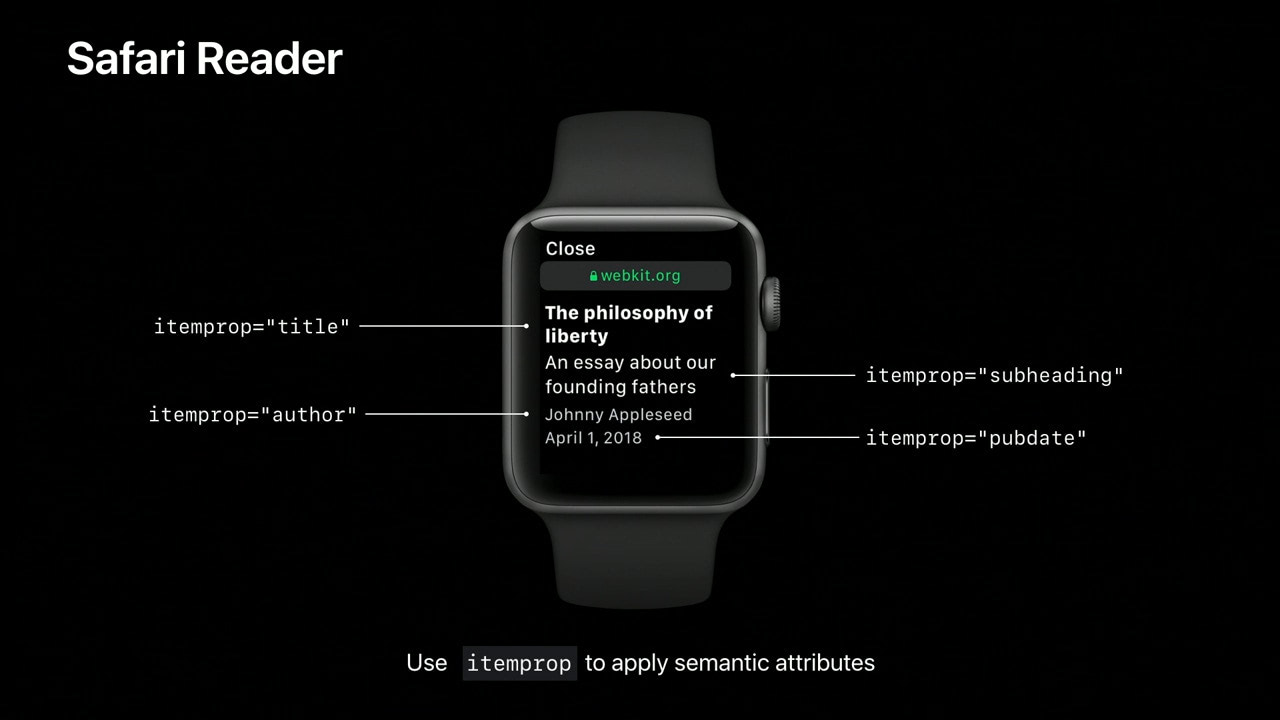 Safari Reader
Close
webkit.org
The philosophy of
liberty
An essay about our
founding fathers
Johnny Appleseed
April 1, 2018
itemprop="title"
itemprop="author"
itemprop="subheading"
itemprop="pubdate"
Use itemprop to apply semantic attributes